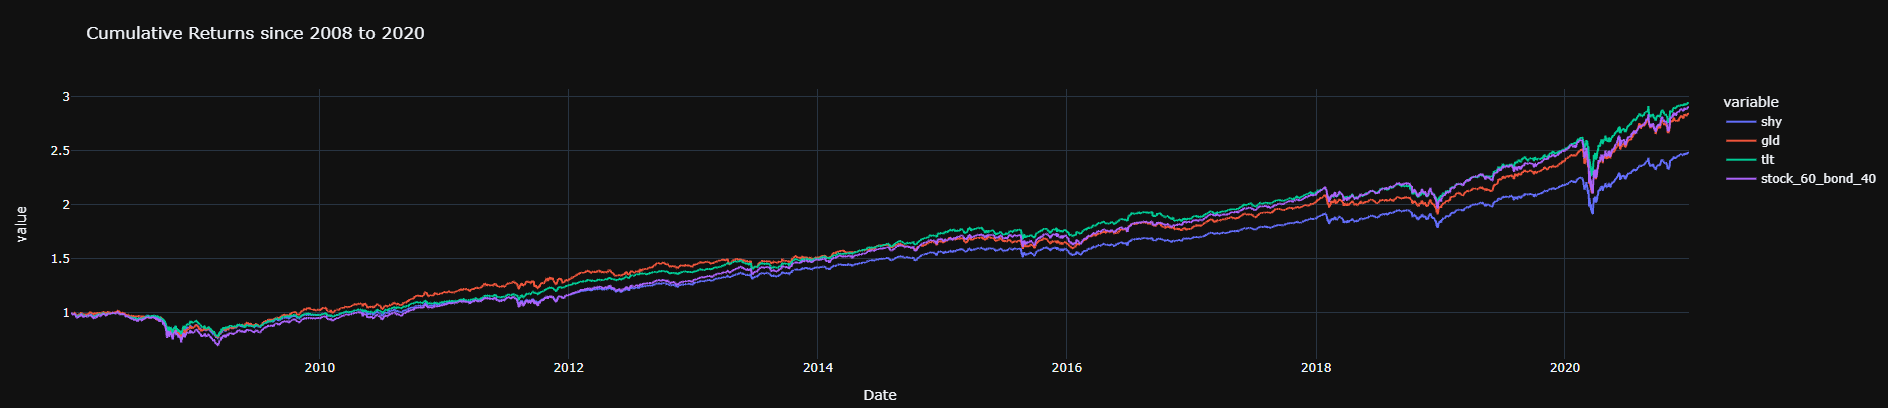 Cumulative Returns since 2008 to 2020
value
3
2.5
2
1.5
1
2010 2012 2014 2016 2018 2020
Date
variable
shy
gld
tlt
stock_60_bond_40